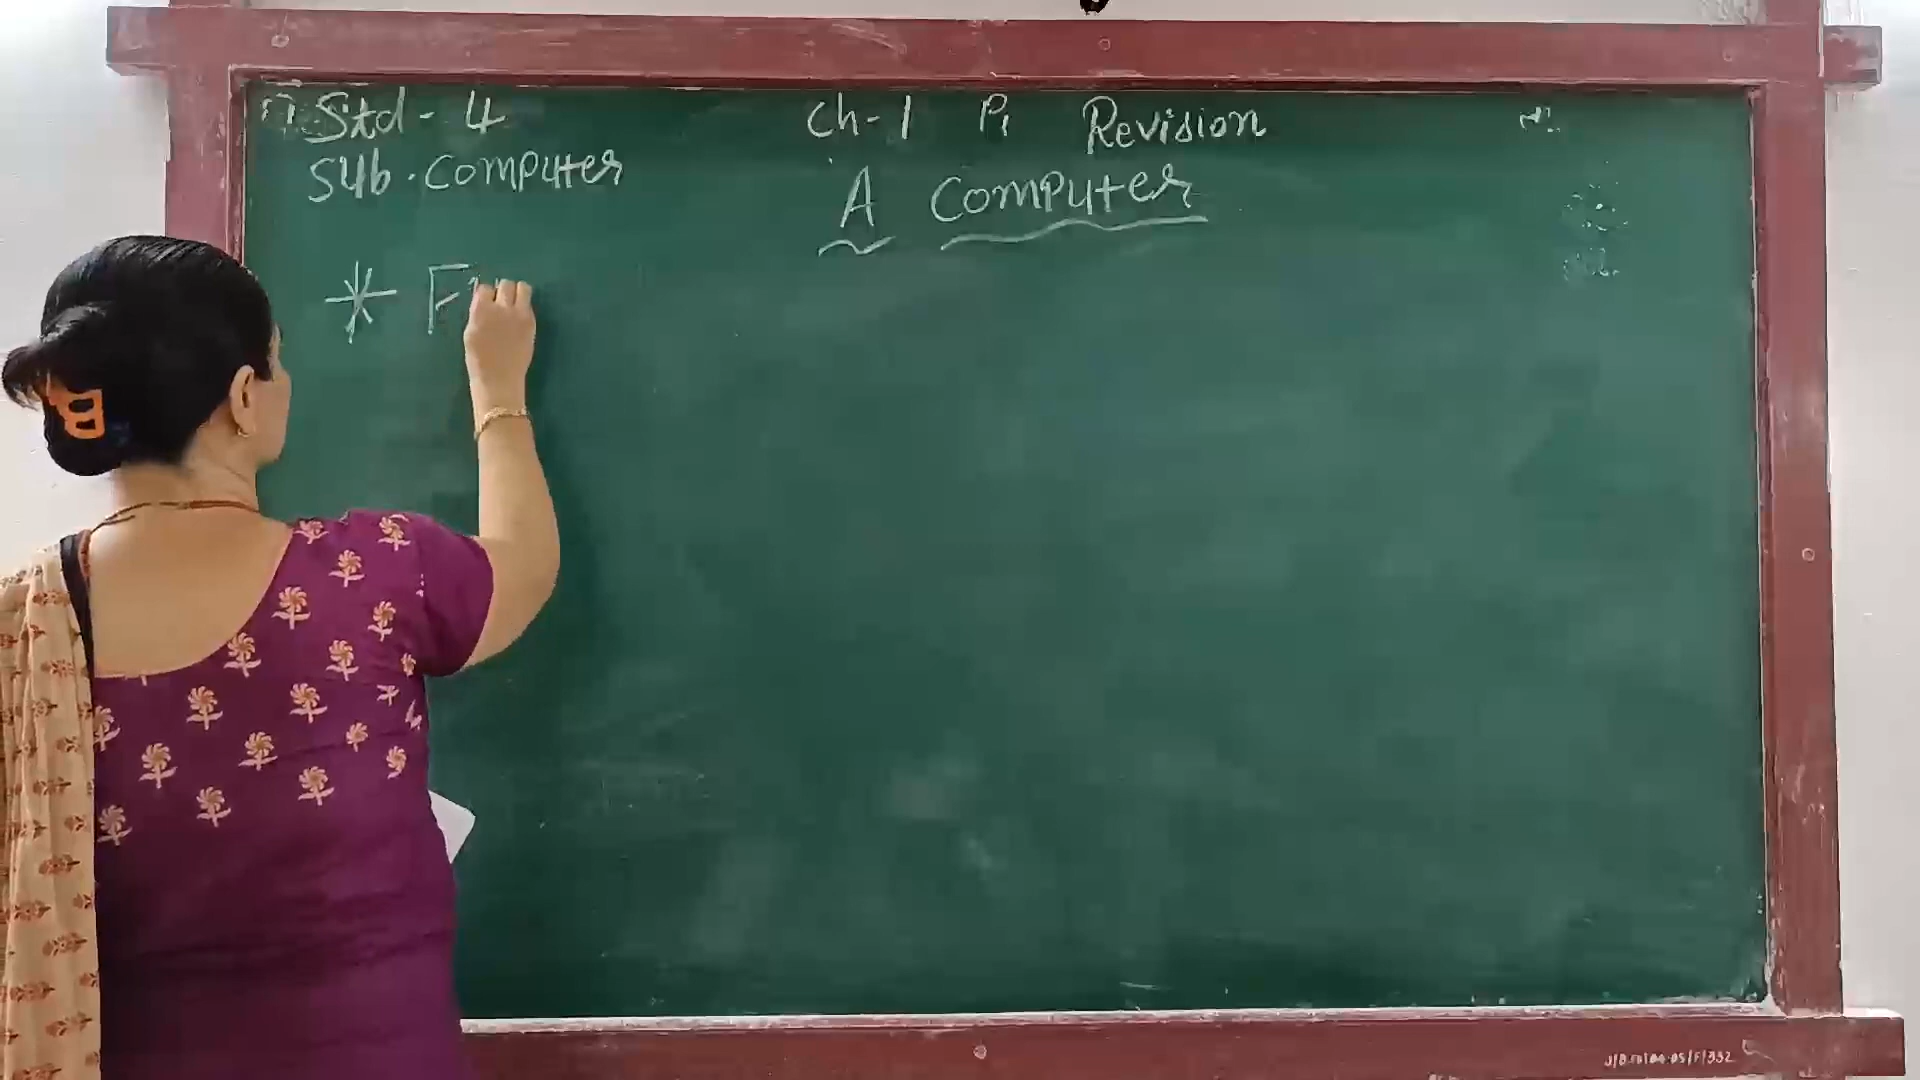 Std - 4
Ch-1 P1 Revision
Sub. Computer
A Computer
* F